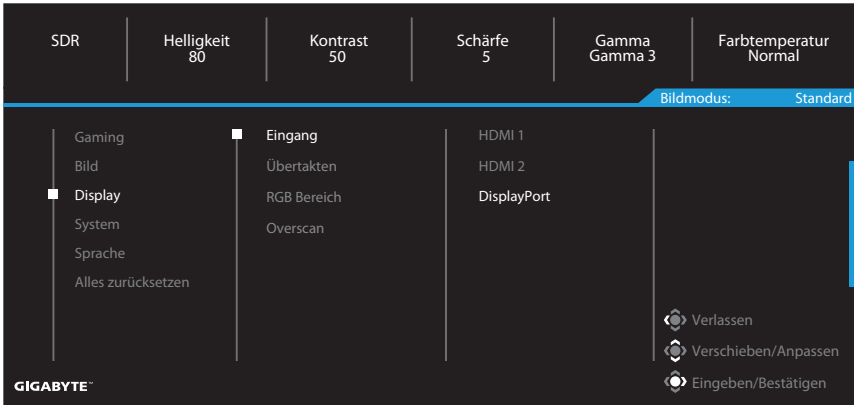 SDR
Helligkeit
80
Kontrast
50
Schärfe
5
Gamma
Gamma 3
Farbtemperatur
Normal
Bildmodus: Standard
Gaming
Bild
Display
System
Sprache
Alles zurücksetzen
Eingang
Übertakten
RGB Bereich
Overscan
HDMI 1
HDMI 2
DisplayPort
Verlassen
Verschieben/Anpassen
Eingeben/Bestätigen
GIGABYTE™